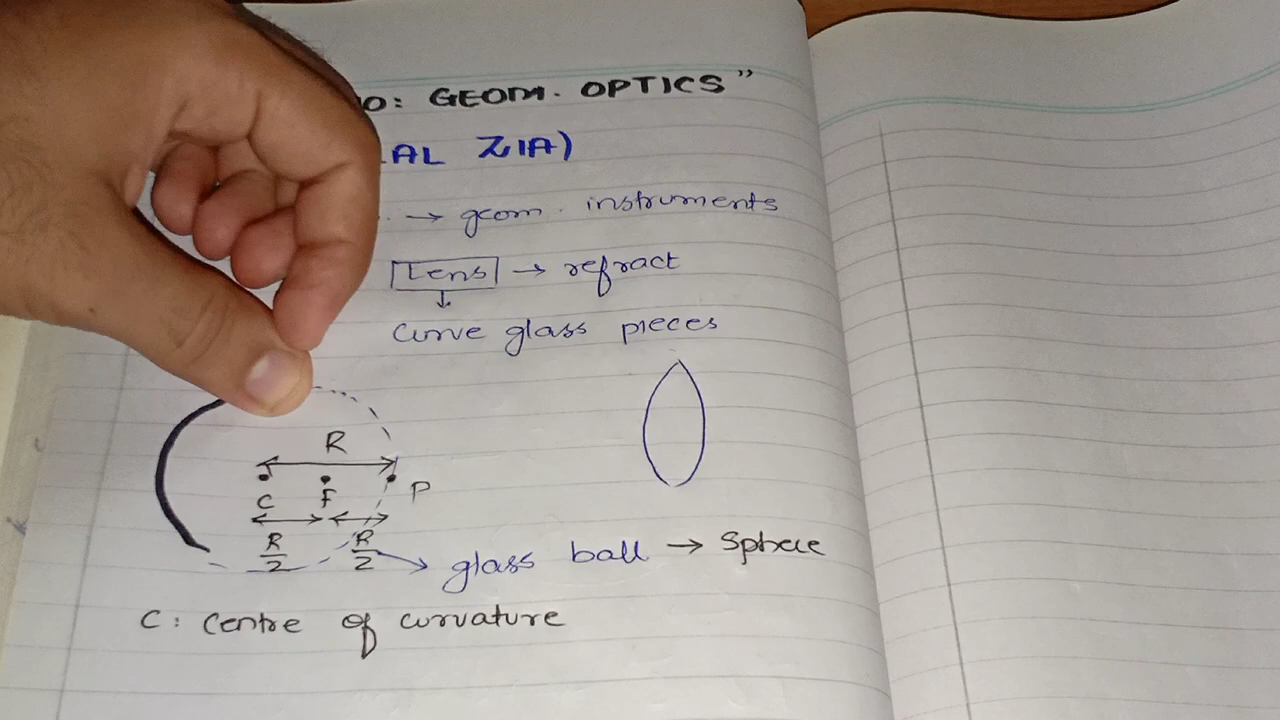 O: GEOM. OPTICS"
AL ZIA)
→ geom. instruments
Lens → refract
curve glass pieces
R
C F P
R/2 R/2
glass ball → Sphere
C: Centre of curvature